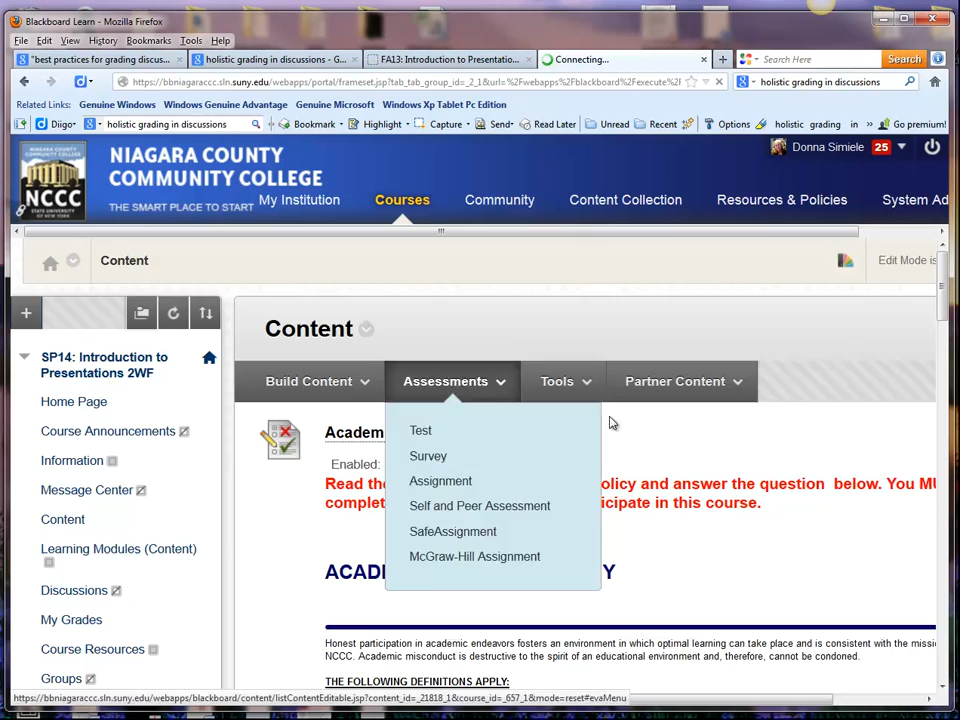 Blackboard Learn - Mozilla Firefox
File Edit View History Bookmarks Tools Help
"best practices for grading discus... holistic grading in discussions - G... FA13: Introduction to Presentatio... Connecting... Search Here Search
https://bbniagaraccc.sln.suny.edu/webapps/portal/frameset.jsp?tab_tab_group_id=_2_1&url=%2Fwebapps%2Fblackboard%2Fexecute% holistic grading in discussions
Related Links: Genuine Windows Windows Genuine Advantage Genuine Microsoft Windows Xp Tablet Pc Edition
Diigo holistic grading in discussions Bookmark Highlight Capture Send Read Later Unread Recent Options holistic grading in » Go premium!
NCCC
NIAGARA COUNTY
COMMUNITY COLLEGE
THE SMART PLACE TO START
Donna Simiele 25
My Institution Courses Community Content Collection Resources & Policies System Ad
Content Edit Mode is
SP14: Introduction to
Presentations 2WF
Home Page
Course Announcements
Information
Message Center
Content
Learning Modules (Content)
Discussions
My Grades
Course Resources
Groups
Content
Build Content Assessments Tools Partner Content
Test
Survey
Assignment
Self and Peer Assessment
SafeAssignment
McGraw-Hill Assignment
Academ
Enabled:
Read the olicy and answer the question below. You MU
complet icipate in this course.
ACADE Y
Honest participation in academic endeavors fosters an environment in which optimal learning can take place and is consistent with the missi
NCCC. Academic misconduct is destructive to the spirit of an educational environment and, therefore, cannot be condoned.
THE FOLLOWING DEFINITIONS APPLY:
https://bbniagaraccc.sln.suny.edu/webapps/blackboard/content/listContentEditable.jsp?content_id=_21818_1&course_id=_657_1&mode=reset#evaMenu